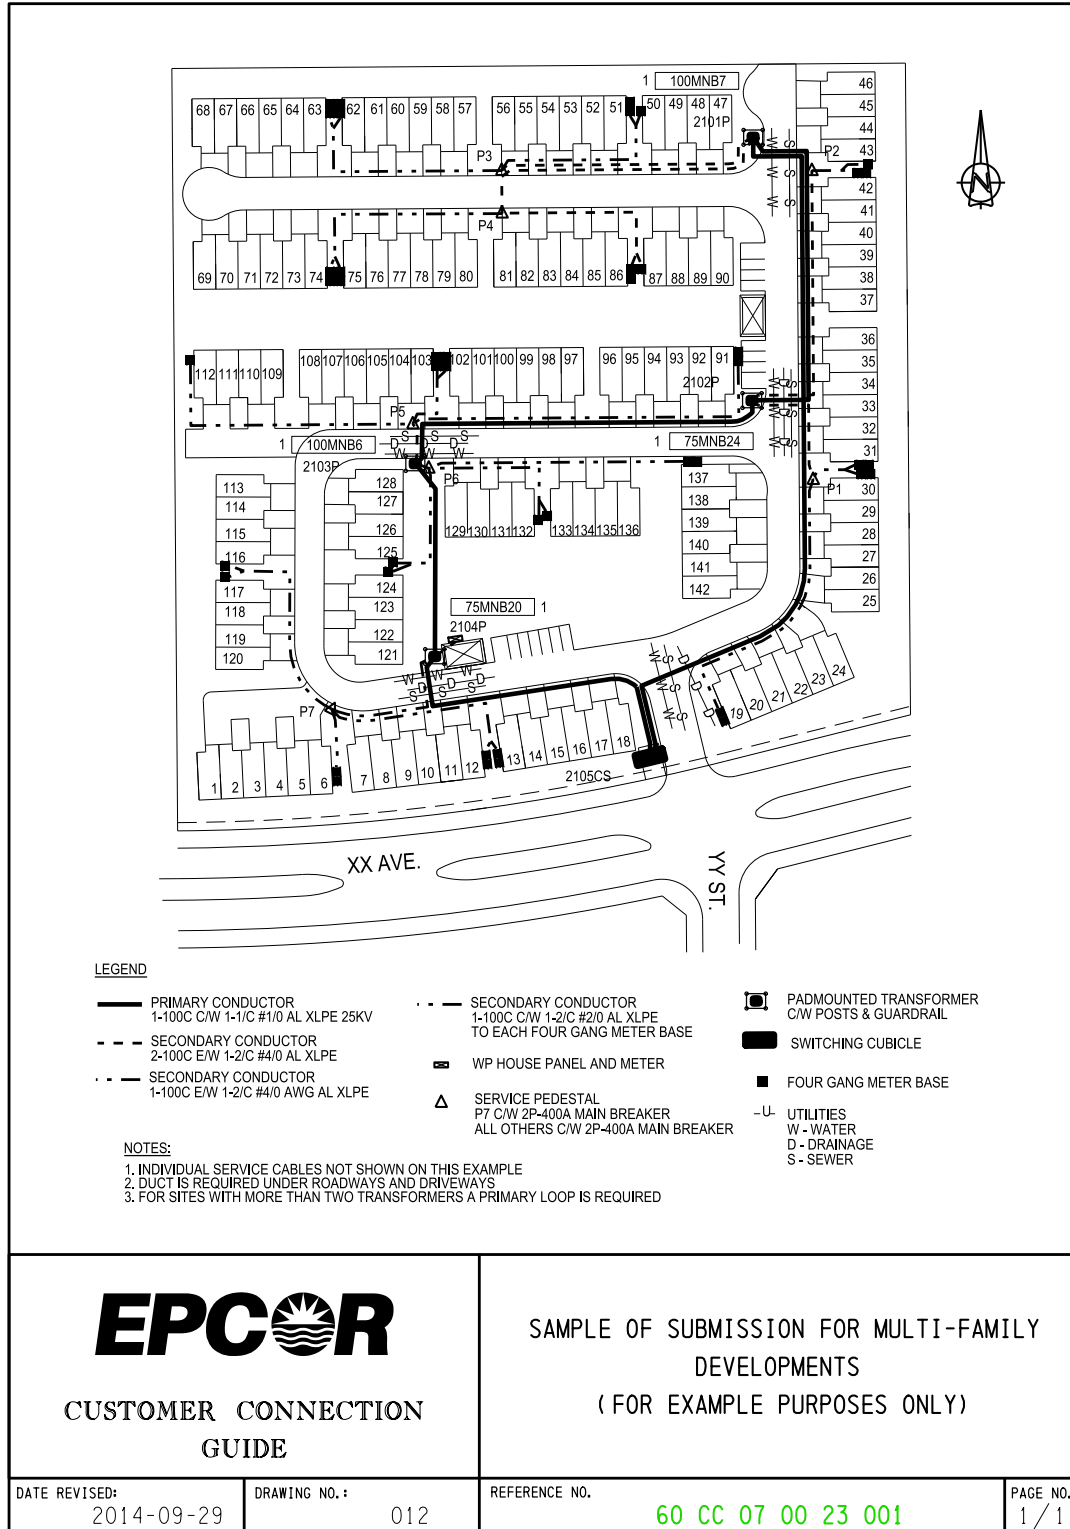 1 100MNB7
68 67 66 65 64 63 62 61 60 59 58 57 56 55 54 53 52 51 50 49 48 47
2101P
46
45
44
43
P2
P3
P4
42
41
40
39
38
37
69 70 71 72 73 74 75 76 77 78 79 80 81 82 83 84 85 86 87 88 89 90
W S
W S
W S
N
36
35
34
33
32
31
112 111 110 109 108 107 106 105 104 103 102 101 100 99 98 97 96 95 94 93 92 91
2102P
W D S
W D S
W D S
P5
1 100MNB6
1 75MNB24
D S D S D S
W W
2103P
P6
P1
30
29
28
27
26
25
113
114
115
116
117
118
119
120
128
127
126
125
124
123
122
121
129 130 131 132 133 134 135 136
137
138
139
140
141
142
75MNB20 1
2104P
W W W
D D D
S S S
W S D
W S
W S D
P7
1 2 3 4 5 6 7 8 9 10 11 12 13 14 15 16 17 18
19 20 21 22 23 24
2105CS
XX AVE.
YY ST.
LEGEND
PRIMARY CONDUCTOR
1-100C C/W 1-1/C #1/0 AL XLPE 25KV
SECONDARY CONDUCTOR
2-100C E/W 1-2/C #4/0 AL XLPE
SECONDARY CONDUCTOR
1-100C E/W 1-2/C #4/0 AWG AL XLPE
SECONDARY CONDUCTOR
1-100C C/W 1-2/C #2/0 AL XLPE
TO EACH FOUR GANG METER BASE
WP HOUSE PANEL AND METER
SERVICE PEDESTAL
P7 C/W 2P-400A MAIN BREAKER
ALL OTHERS C/W 2P-400A MAIN BREAKER
PADMOUNTED TRANSFORMER
C/W POSTS & GUARDRAIL
SWITCHING CUBICLE
FOUR GANG METER BASE
-U- UTILITIES
W - WATER
D - DRAINAGE
S - SEWER
NOTES:
1. INDIVIDUAL SERVICE CABLES NOT SHOWN ON THIS EXAMPLE
2. DUCT IS REQUIRED UNDER ROADWAYS AND DRIVEWAYS
3. FOR SITES WITH MORE THAN TWO TRANSFORMERS A PRIMARY LOOP IS REQUIRED
EPCOR
CUSTOMER CONNECTION
GUIDE
SAMPLE OF SUBMISSION FOR MULTI-FAMILY
DEVELOPMENTS
(FOR EXAMPLE PURPOSES ONLY)
DATE REVISED:
2014-09-29
DRAWING NO.:
012
REFERENCE NO.
60 CC 07 00 23 001
PAGE NO.
1/1